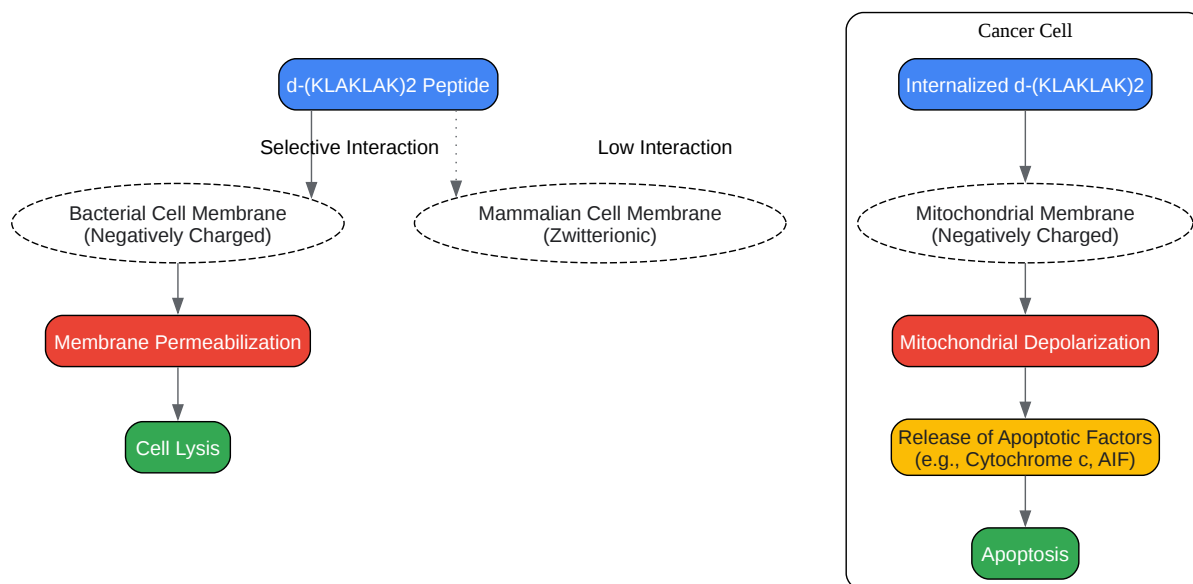 d-(KLAKLAK)2 Peptide
Selective Interaction
Low Interaction
Bacterial Cell Membrane
(Negatively Charged)
Mammalian Cell Membrane
(Zwitterionic)
Membrane Permeabilization
Cell Lysis
Cancer Cell
Internalized d-(KLAKLAK)2
Mitochondrial Membrane
(Negatively Charged)
Mitochondrial Depolarization
Release of Apoptotic Factors
(e.g., Cytochrome c, AIF)
Apoptosis